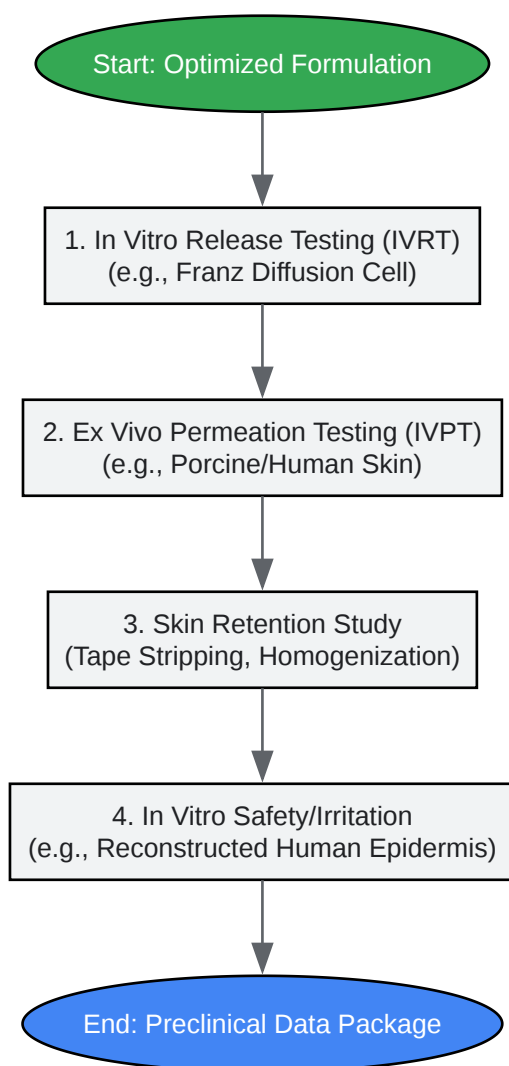 Start: Optimized Formulation
1. In Vitro Release Testing (IVRT)
(e.g., Franz Diffusion Cell)
2. Ex Vivo Permeation Testing (IVPT)
(e.g., Porcine/Human Skin)
3. Skin Retention Study
(Tape Stripping, Homogenization)
4. In Vitro Safety/Irritation
(e.g., Reconstructed Human Epidermis)
End: Preclinical Data Package